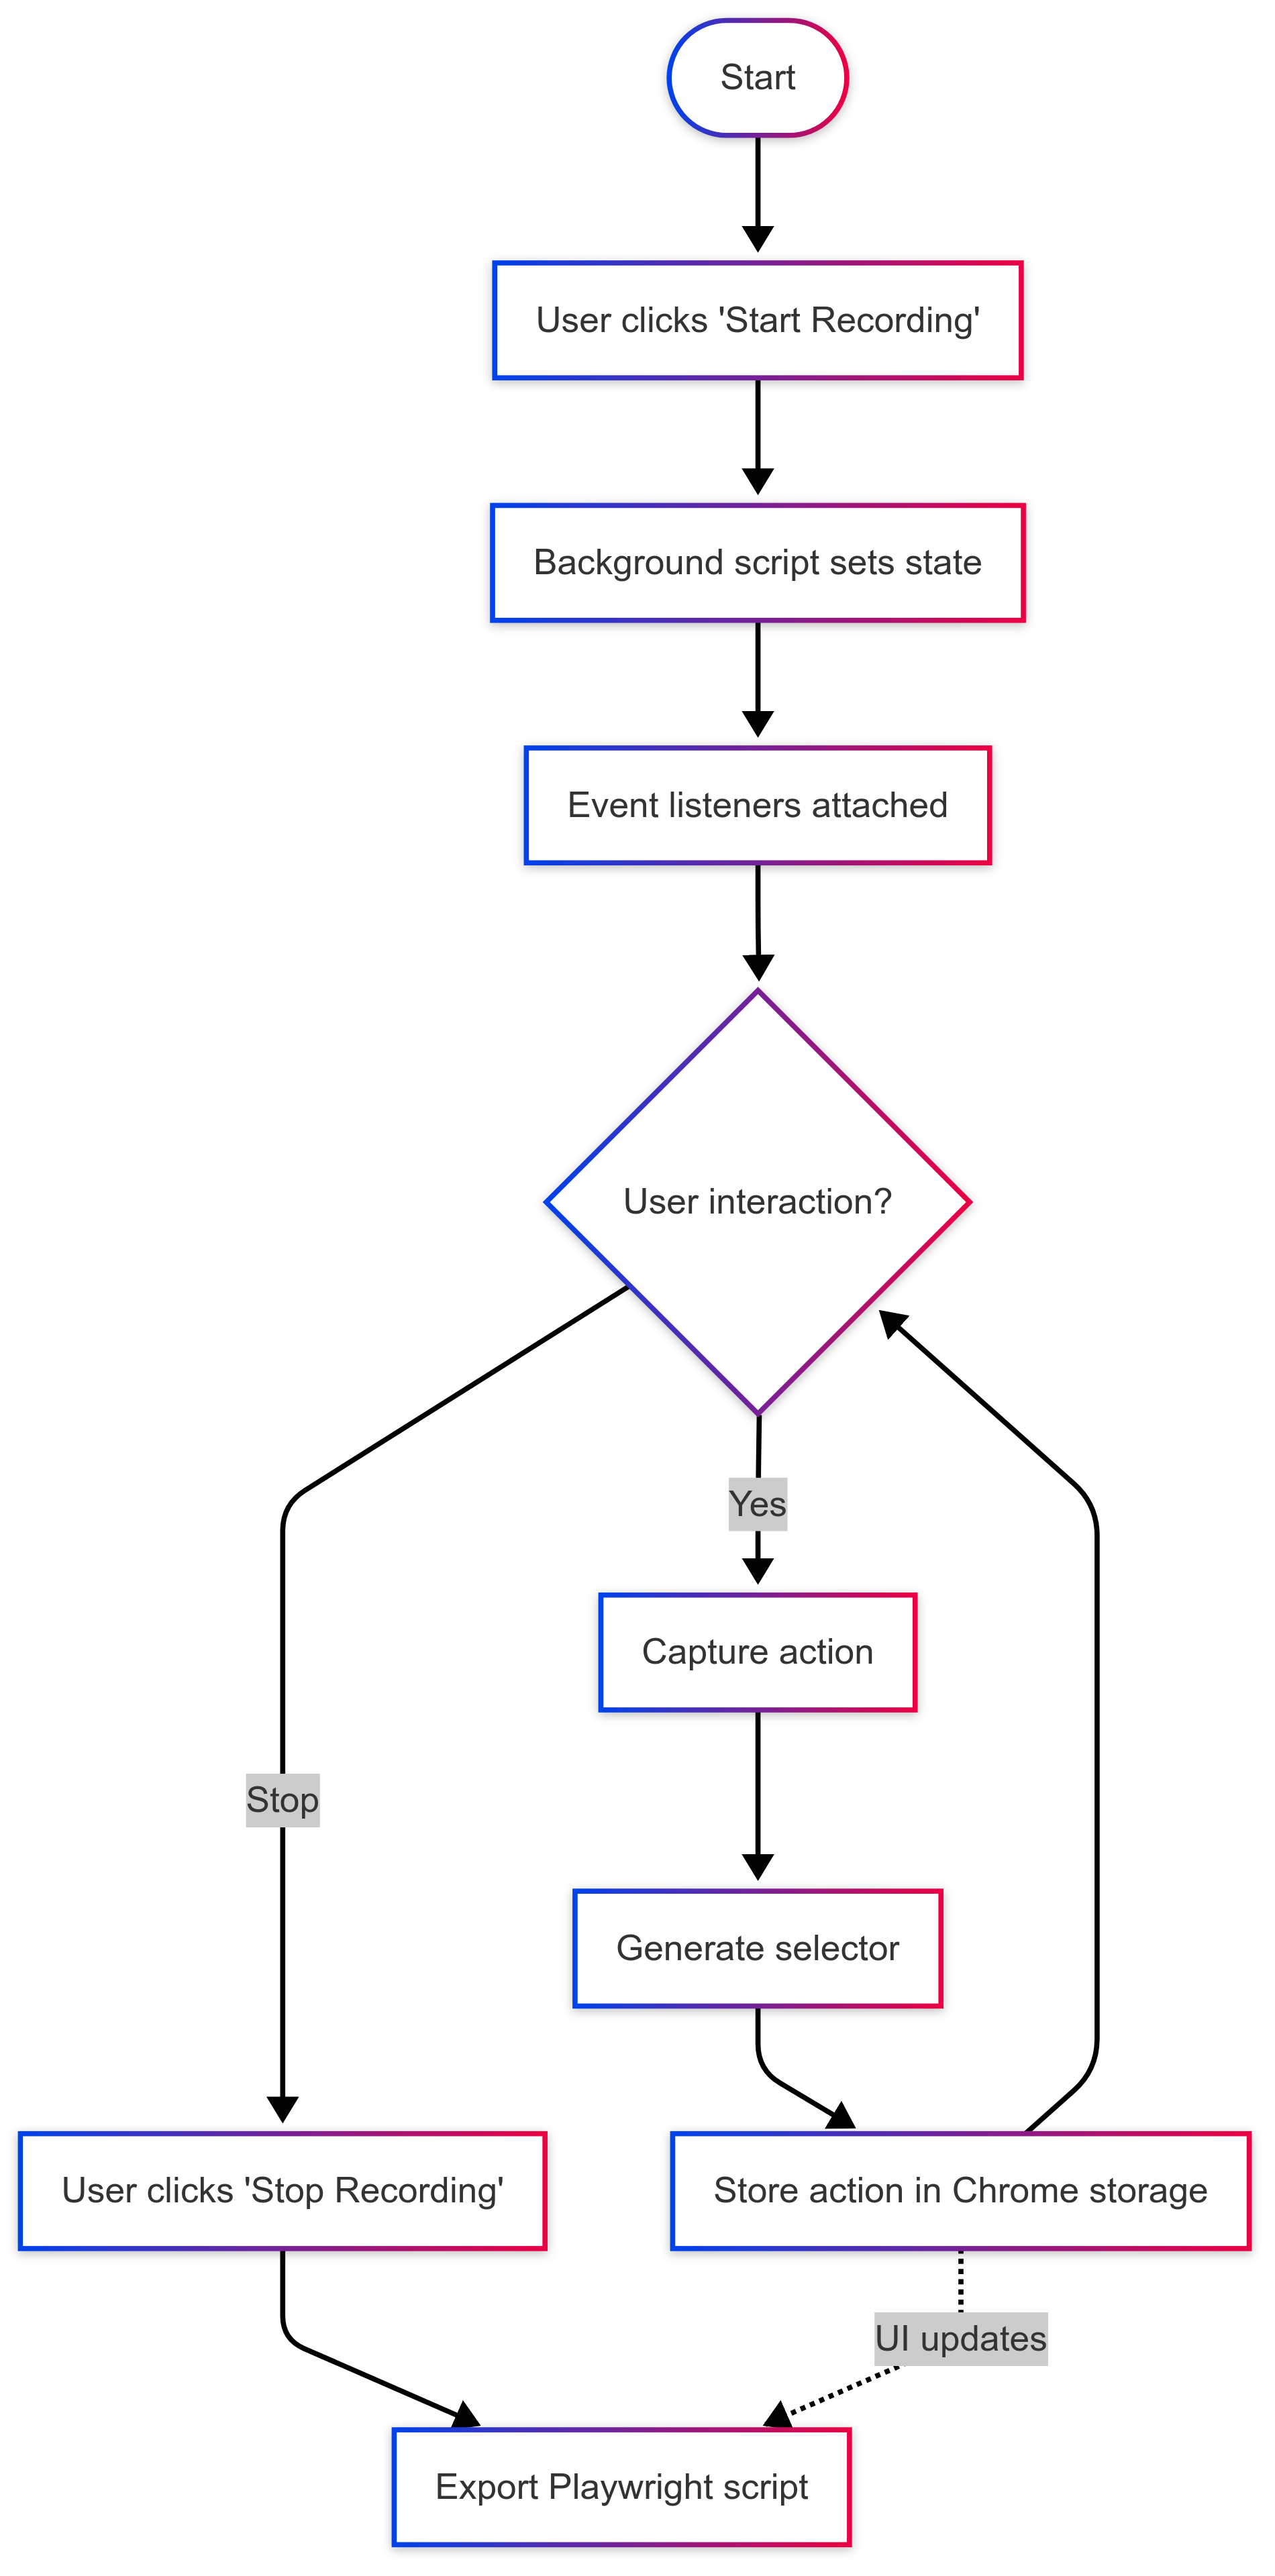 Start
User clicks 'Start Recording'
Background script sets state
Event listeners attached
User interaction?
Yes
Capture action
Stop
Generate selector
User clicks 'Stop Recording'
Store action in Chrome storage
UI updates
Export Playwright script